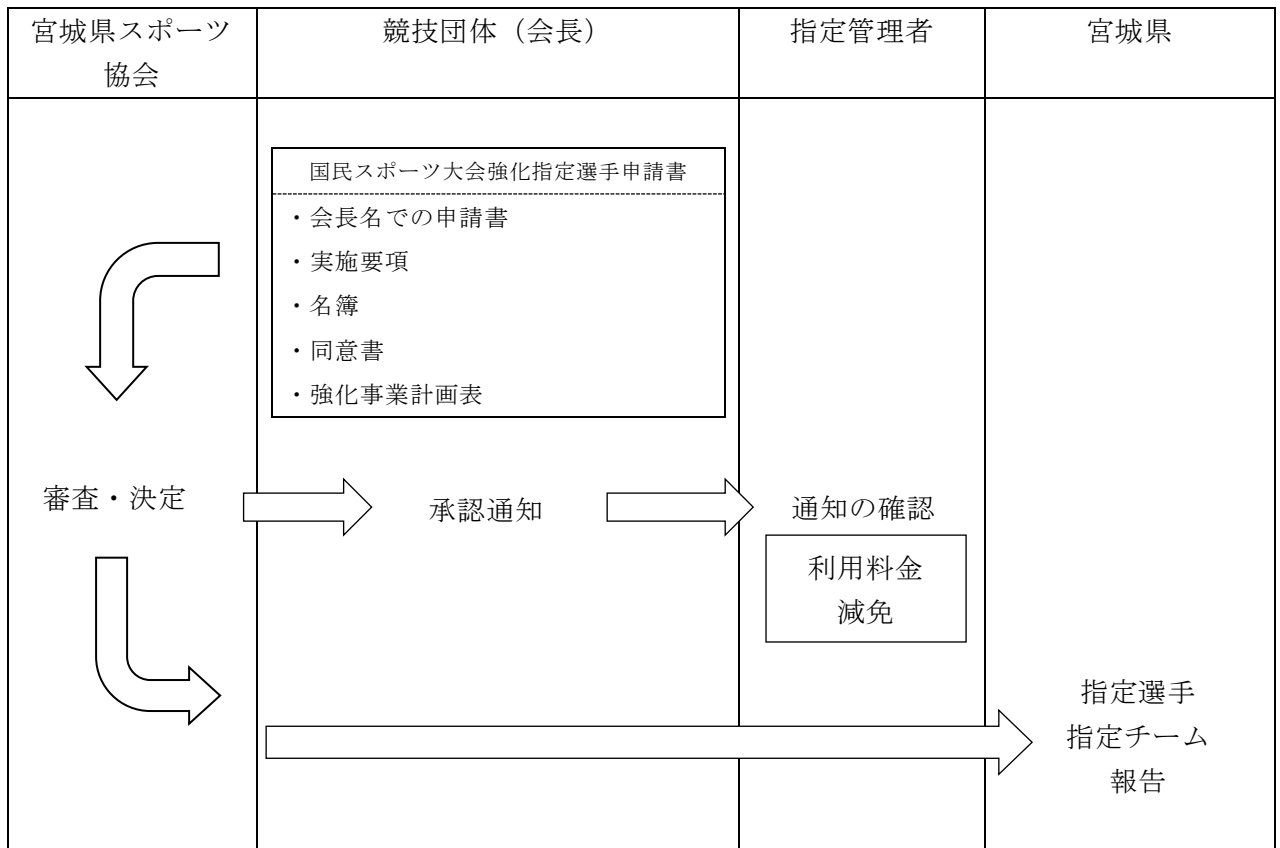 宮城県スポーツ
協会
競技団体（会長）
指定管理者
宮城県
国民スポーツ大会強化指定選手申請書
・会長名での申請書
・実施要項
・名簿
・同意書
・強化事業計画表
審査・決定
承認通知
通知の確認
利用料金
減免
指定選手
指定チーム
報告